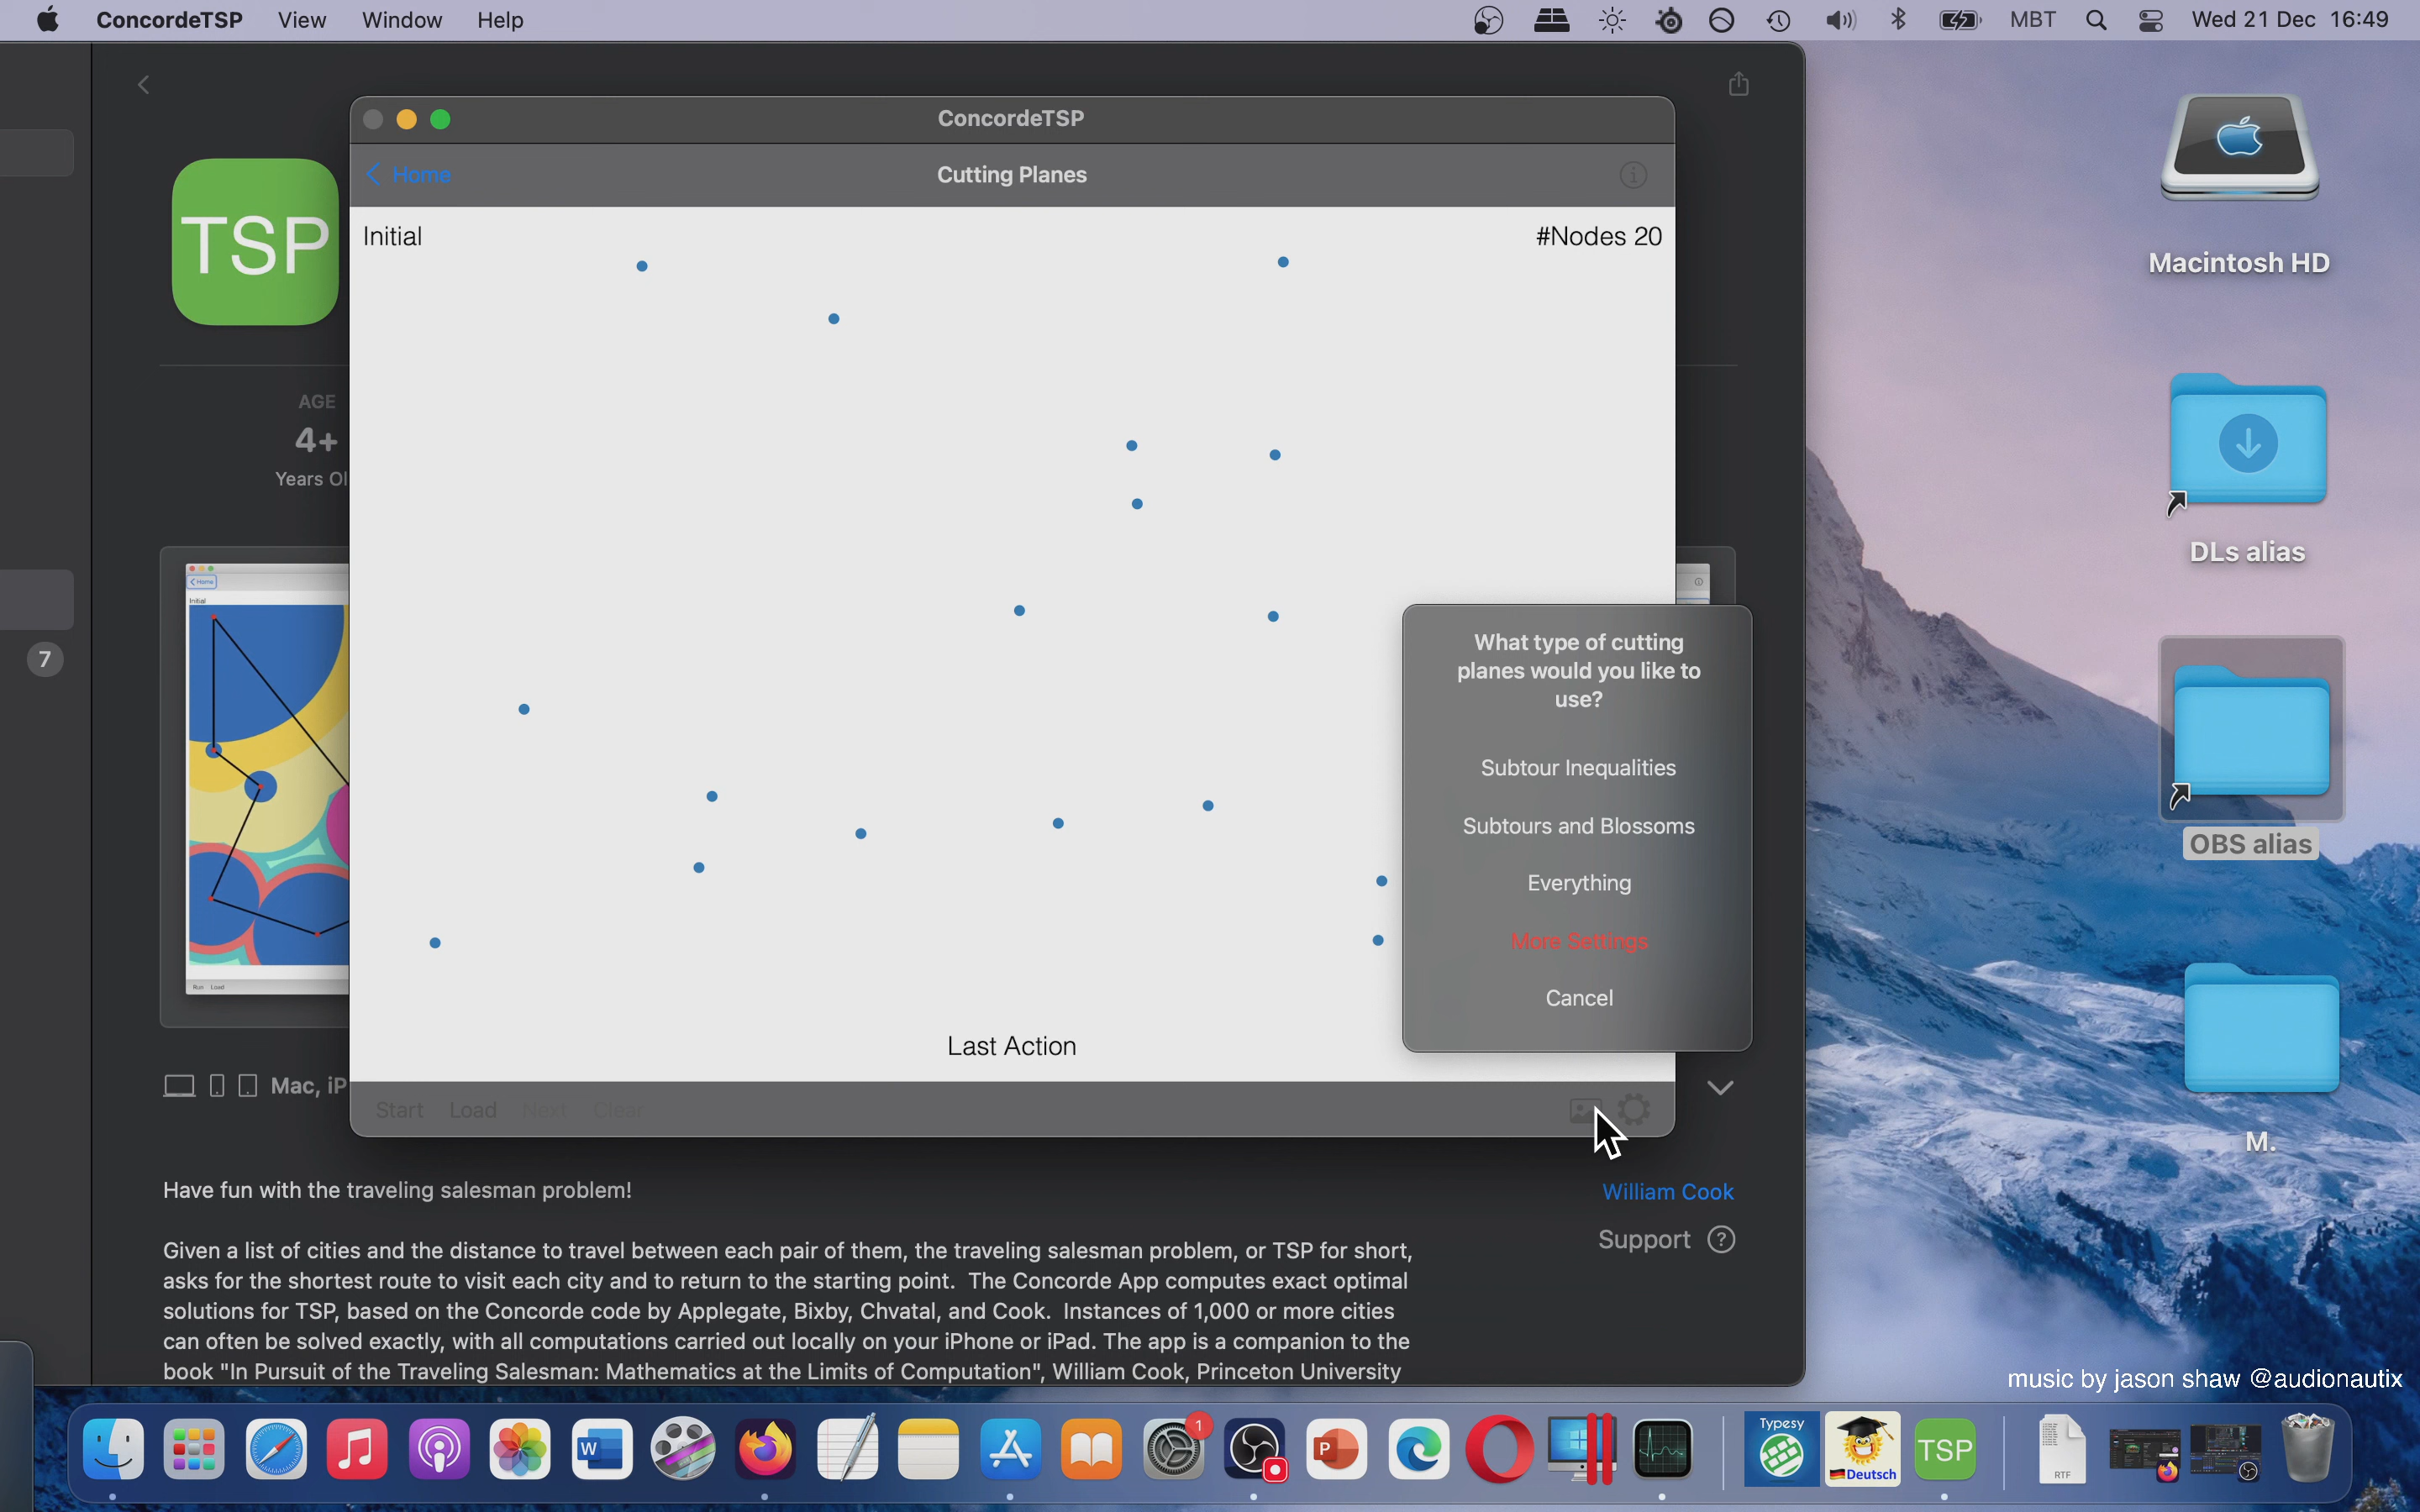 ConcordeTSP View Window Help MBT Wed 21 Dec 16:49
ConcordeTSP
Home Cutting Planes
Initial #Nodes 20
TSP
AGE
4+
Years Ol
Home
Initial
Run Load
7
What type of cutting
planes would you like to
use?
Subtour Inequalities
Subtours and Blossoms
Everything
More Settings
Cancel
Last Action
Start Load Next Clear
Mac, iP
Have fun with the traveling salesman problem!
William Cook
Support ?
Given a list of cities and the distance to travel between each pair of them, the traveling salesman problem, or TSP for short,
asks for the shortest route to visit each city and to return to the starting point. The Concorde App computes exact optimal
solutions for TSP, based on the Concorde code by Applegate, Bixby, Chvatal, and Cook. Instances of 1,000 or more cities
can often be solved exactly, with all computations carried out locally on your iPhone or iPad. The app is a companion to the
book "In Pursuit of the Traveling Salesman: Mathematics at the Limits of Computation", William Cook, Princeton University
Macintosh HD
DLs alias
OBS alias
M.
music by jason shaw @audionautix
W
1
P
Typesy
Deutsch
TSP
RTF